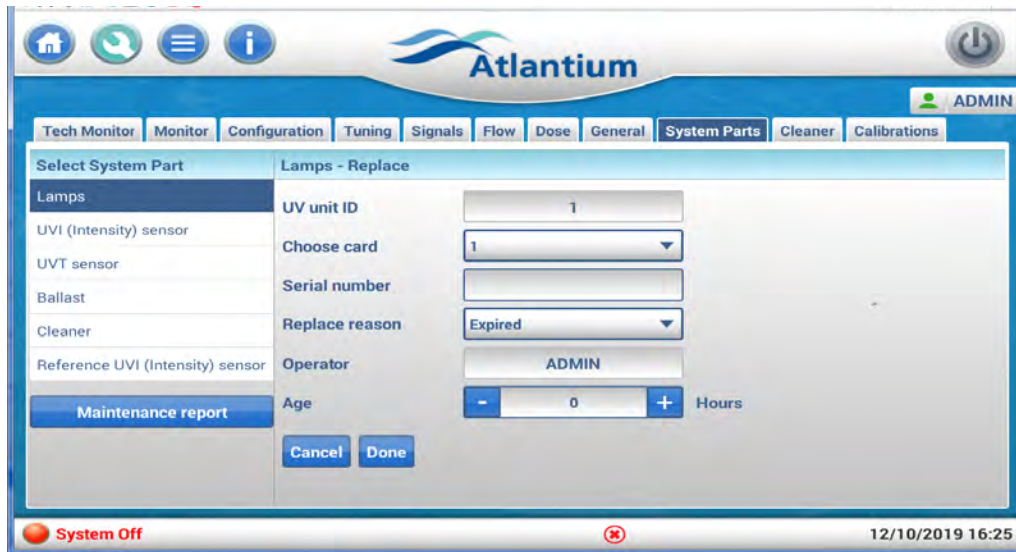 i
Atlantium
ADMIN
Tech Monitor Monitor Configuration Tuning Signals Flow Dose General System Parts Cleaner Calibrations
Select System Part
Lamps - Replace
Lamps
UVI (Intensity) sensor
UVT sensor
Ballast
Cleaner
Reference UVI (Intensity) sensor
Maintenance report
UV unit ID 1
Choose card 1
Serial number
Replace reason Expired
Operator ADMIN
Age - 0 + Hours
Cancel Done
System Off 12/10/2019 16:25